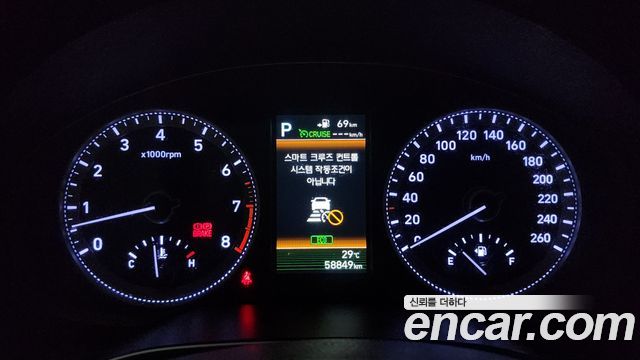 69km
P CRUISE ---km/h
스마트 크루즈 컨트롤
시스템 작동조건이
아닙니다
ECO
29°C
58849km
0 1 2 3 4 5 6 7 8
x1000rpm
BRAKE
C H
0 20 40 60 80 100 120 140 160 180 200 220 240 260
km/h
E F
신뢰를 더하다
encar.com